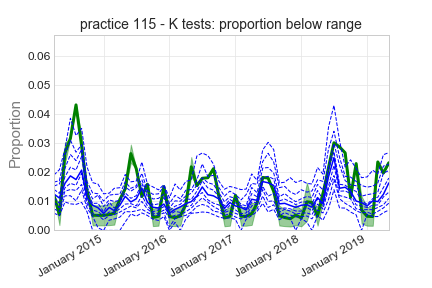 practice 115 - K tests: proportion below range
Proportion
0.06
0.05
0.04
0.03
0.02
0.01
0.00
January 2015
January 2016
January 2017
January 2018
January 2019